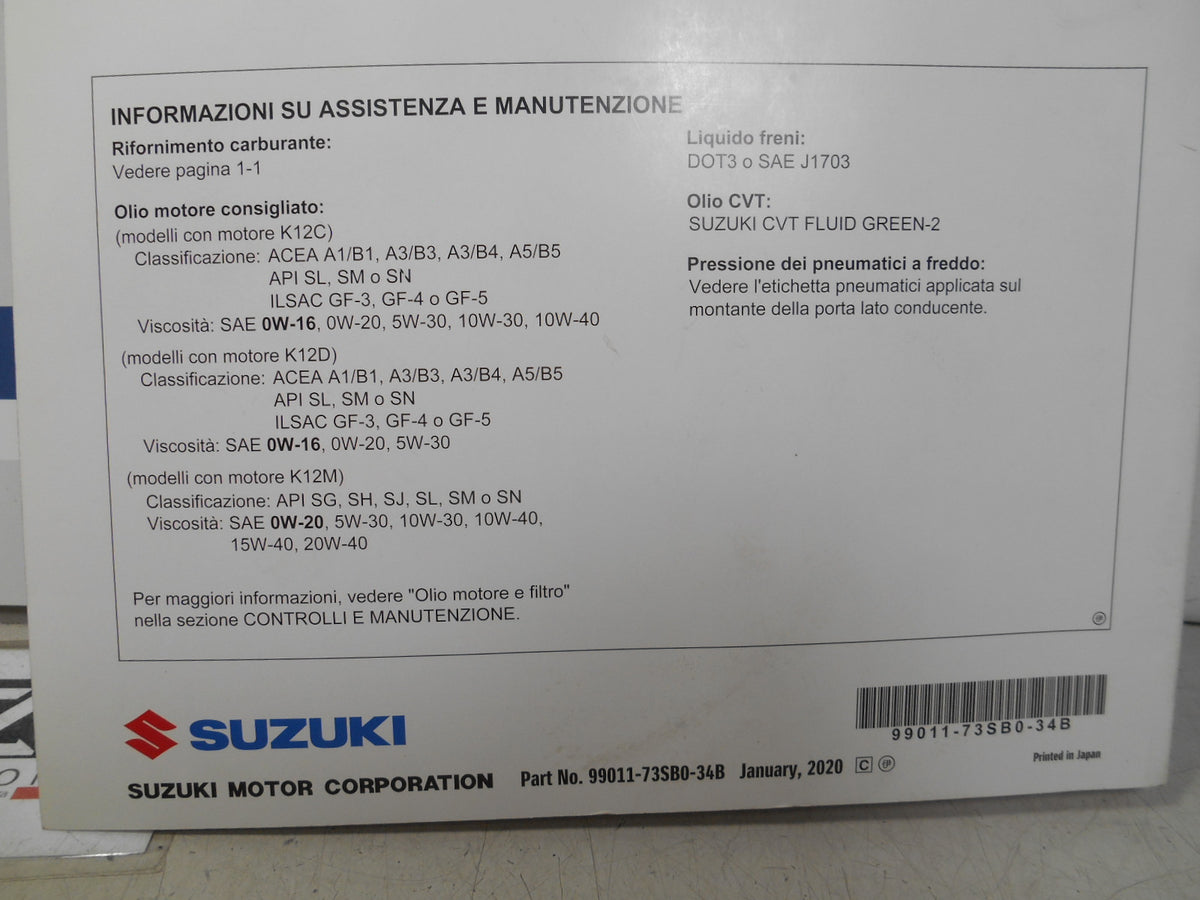 INFORMAZIONI SU ASSISTENZA E MANUTENZIONE
Rifornimento carburante:
Vedere pagina 1-1
Olio motore consigliato:
(modelli con motore K12C)
Classificazione: ACEA A1/B1, A3/B3, A3/B4, A5/B5
API SL, SM o SN
ILSAC GF-3, GF-4 o GF-5
Viscosità: SAE 0W-16, 0W-20, 5W-30, 10W-30, 10W-40
(modelli con motore K12D)
Classificazione: ACEA A1/B1, A3/B3, A3/B4, A5/B5
API SL, SM o SN
ILSAC GF-3, GF-4 o GF-5
Viscosità: SAE 0W-16, 0W-20, 5W-30
(modelli con motore K12M)
Classificazione: API SG, SH, SJ, SL, SM o SN
Viscosità: SAE 0W-20, 5W-30, 10W-30, 10W-40,
15W-40, 20W-40
Per maggiori informazioni, vedere "Olio motore e filtro"
nella sezione CONTROLLI E MANUTENZIONE.
Liquido freni:
DOT3 o SAE J1703
Olio CVT:
SUZUKI CVT FLUID GREEN-2
Pressione dei pneumatici a freddo:
Vedere l'etichetta pneumatici applicata sul
montante della porta lato conducente.
伊
SUZUKI
99011-73SB0-34B
SUZUKI MOTOR CORPORATION Part No. 99011-73SB0-34B January, 2020 C 伊
Printed in Japan